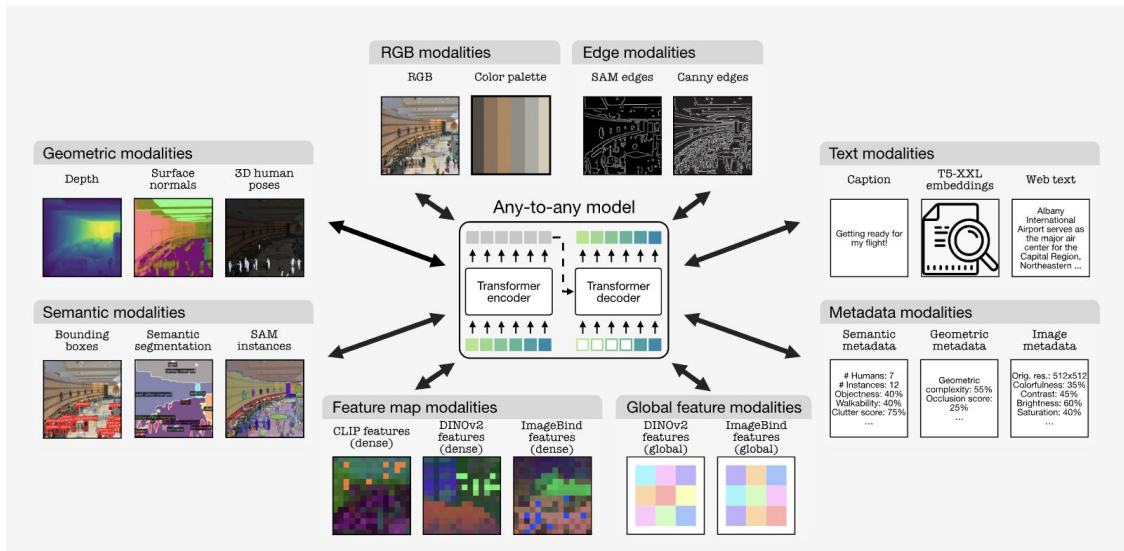 RGB modalities
RGB
Color palette
Edge modalities
SAM edges
Canny edges
Geometric modalities
Depth
Surface
normals
3D human
poses
Any-to-any model
Transformer
encoder
Transformer
decoder
Text modalities
Caption
T5-XXL
embeddings
Web text
Getting ready for
my flight!
Albany
International
Airport serves as
the major air
center for the
Capital Region,
Northeastern ...
Semantic modalities
Bounding
boxes
Semantic
segmentation
SAM
instances
Metadata modalities
Semantic
metadata
Geometric
metadata
Image
metadata
# Humans: 7
# Instances: 12
Objectness: 40%
Walkability: 40%
Clutter score: 75%
...
Geometric
complexity: 55%
Occlusion score:
25%
...
Orig. res.: 512x512
Colorfulness: 35%
Contrast: 45%
Brightness: 60%
Saturation: 40%
...
Feature map modalities
CLIP features
(dense)
DINOv2
features
(dense)
ImageBind
features
(dense)
Global feature modalities
DINOv2
features
(global)
ImageBind
features
(global)